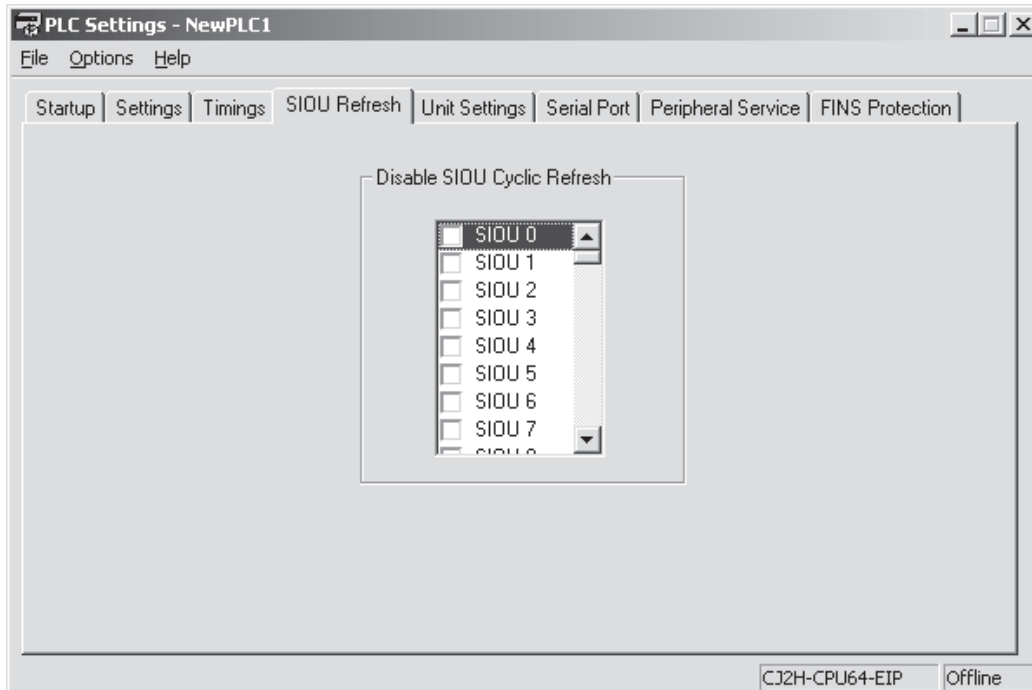 PLC Settings - NewPLC1
File Options Help
Startup Settings Timings SIOU Refresh Unit Settings Serial Port Peripheral Service FINS Protection
Disable SIOU Cyclic Refresh
SIOU 0
SIOU 1
SIOU 2
SIOU 3
SIOU 4
SIOU 5
SIOU 6
SIOU 7
CJ2H-CPU64-EIP Offline